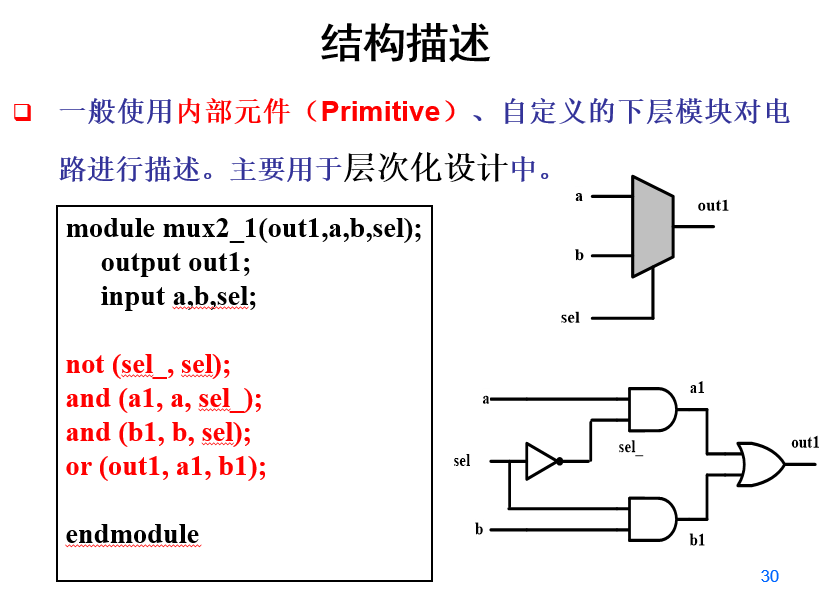 结构描述
一般使用内部元件（Primitive）、自定义的下层模块对电
路进行描述。主要用于层次化设计中。
module mux2_1(out1,a,b,sel);
output out1;
input a,b,sel;
not (sel_, sel);
and (a1, a, sel_);
and (b1, b, sel);
or (out1, a1, b1);
endmodule
a
out1
b
sel
a
a1
sel_
out1
sel
b
b1
30